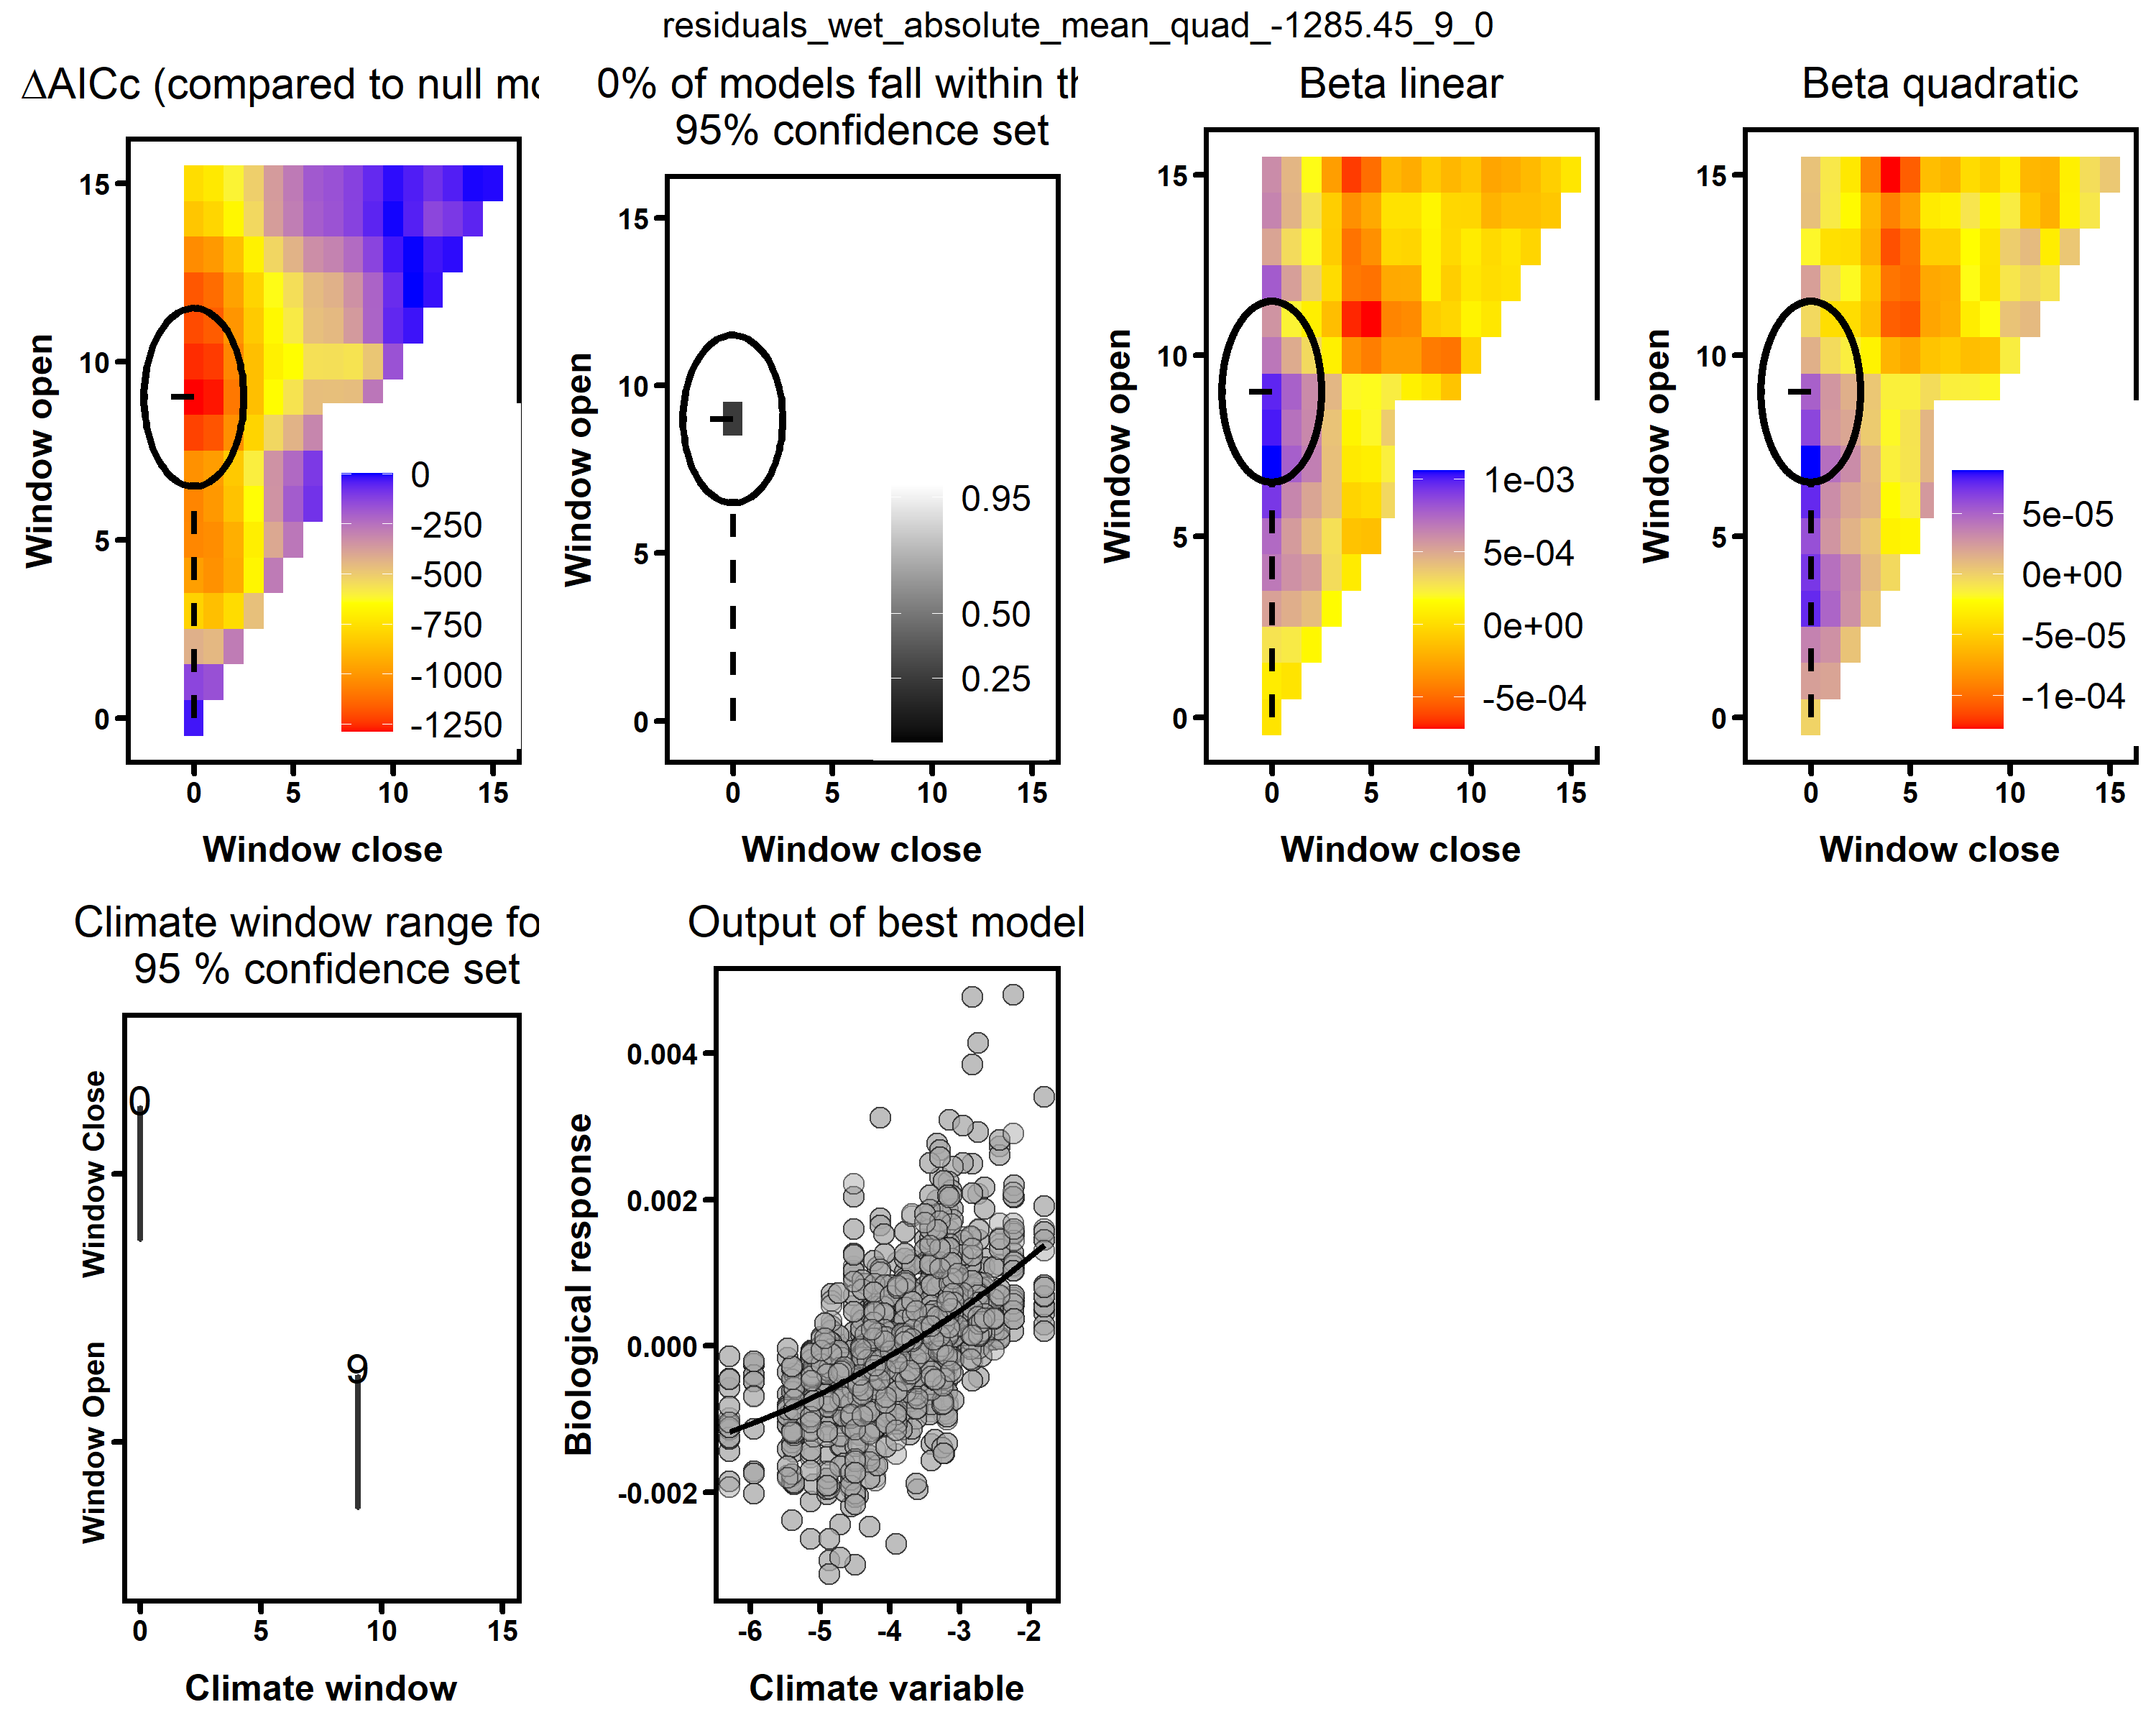 residuals_wet_absolute_mean_quad_-1285.45_9_0
ΔAICc (compared to null mo
15
10
5
0
0
5
10
15
Window open
Window close
0
-250
-500
-750
-1000
-1250
0% of models fall within th
95% confidence set
15
10
5
0
0
5
10
15
Window open
Window close
0.95
0.50
0.25
Beta linear
15
10
5
0
0
5
10
15
Window open
Window close
1e-03
5e-04
0e+00
-5e-04
Beta quadratic
15
10
5
0
0
5
10
15
Window open
Window close
5e-05
0e+00
-5e-05
-1e-04
Climate window range fo
95 % confidence set
Window Close
Window Open
0
9
0
5
10
15
Climate window
Output of best model
Biological response
0.004
0.002
0.000
-0.002
-6
-5
-4
-3
-2
Climate variable